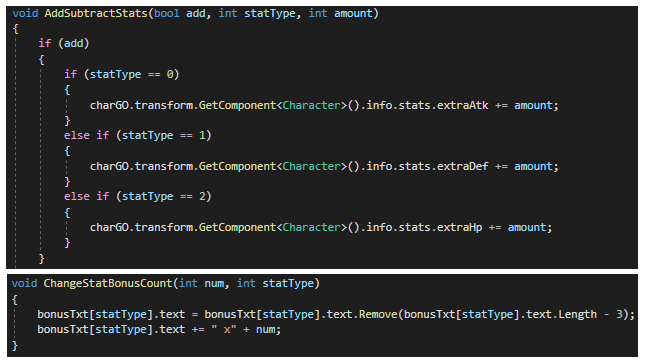 void AddSubtractStats(bool add, int statType, int amount)
{
if (add)
{
if (statType == 0)
{
charGO.transform.GetComponent<Character>().info.stats.extraAtk += amount;
}
else if (statType == 1)
{
charGO.transform.GetComponent<Character>().info.stats.extraDef += amount;
}
else if (statType == 2)
{
charGO.transform.GetComponent<Character>().info.stats.extraHp += amount;
}
}
void ChangeStatBonusCount(int num, int statType)
{
bonusTxt[statType].text = bonusTxt[statType].text.Remove(bonusTxt[statType].text.Length - 3);
bonusTxt[statType].text += " x" + num;
}